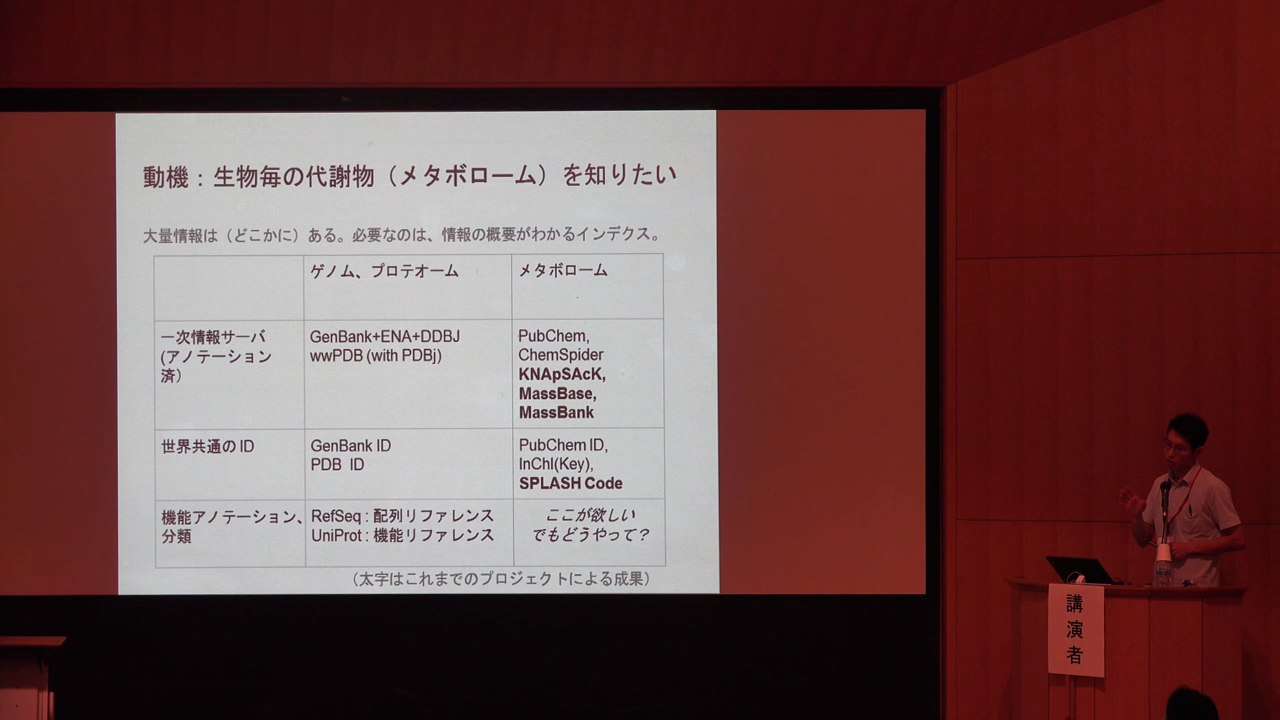 動機：生物毎の代謝物（メタボローム）を知りたい
大量情報は（どこかに）ある。必要なのは、情報の概要がわかるインデクス。
ゲノム、プロテオーム
メタボローム
一次情報サーバ
(アノテーション
済）
GenBank+ENA+DDBJ
wwPDB (with PDBj)
PubChem,
ChemSpider
KNApSAcK,
MassBase,
MassBank
世界共通の ID
GenBank ID
PDB ID
PubChem ID,
InChI(Key),
SPLASH Code
機能アノテーション、
分類
RefSeq : 配列リファレンス
UniProt : 機能リファレンス
ここが欲しい
でもどうやって？
（太字はこれまでのプロジェクトによる成果）
講演者